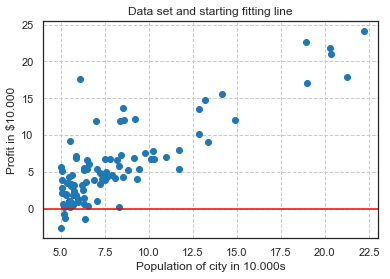 Data set and starting fitting line
Profit in $10.000
25
20
15
10
5
0
5.0 7.5 10.0 12.5 15.0 17.5 20.0 22.5
Population of city in 10.000s